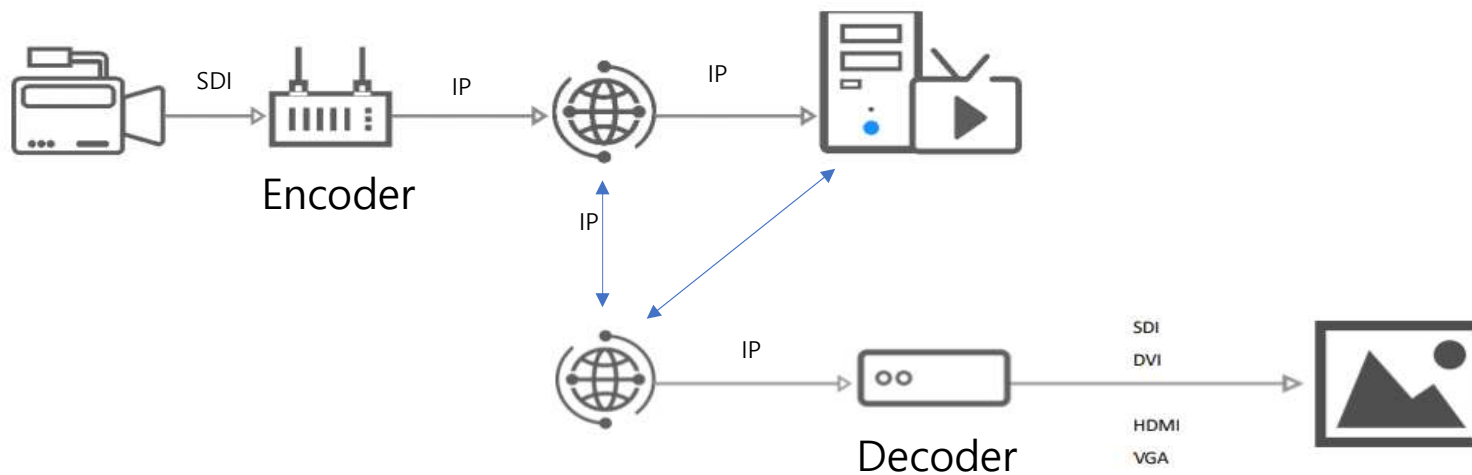 SDI
IP
IP
Encoder
IP
IP
SDI
DVI
HDMI
VGA
Decoder